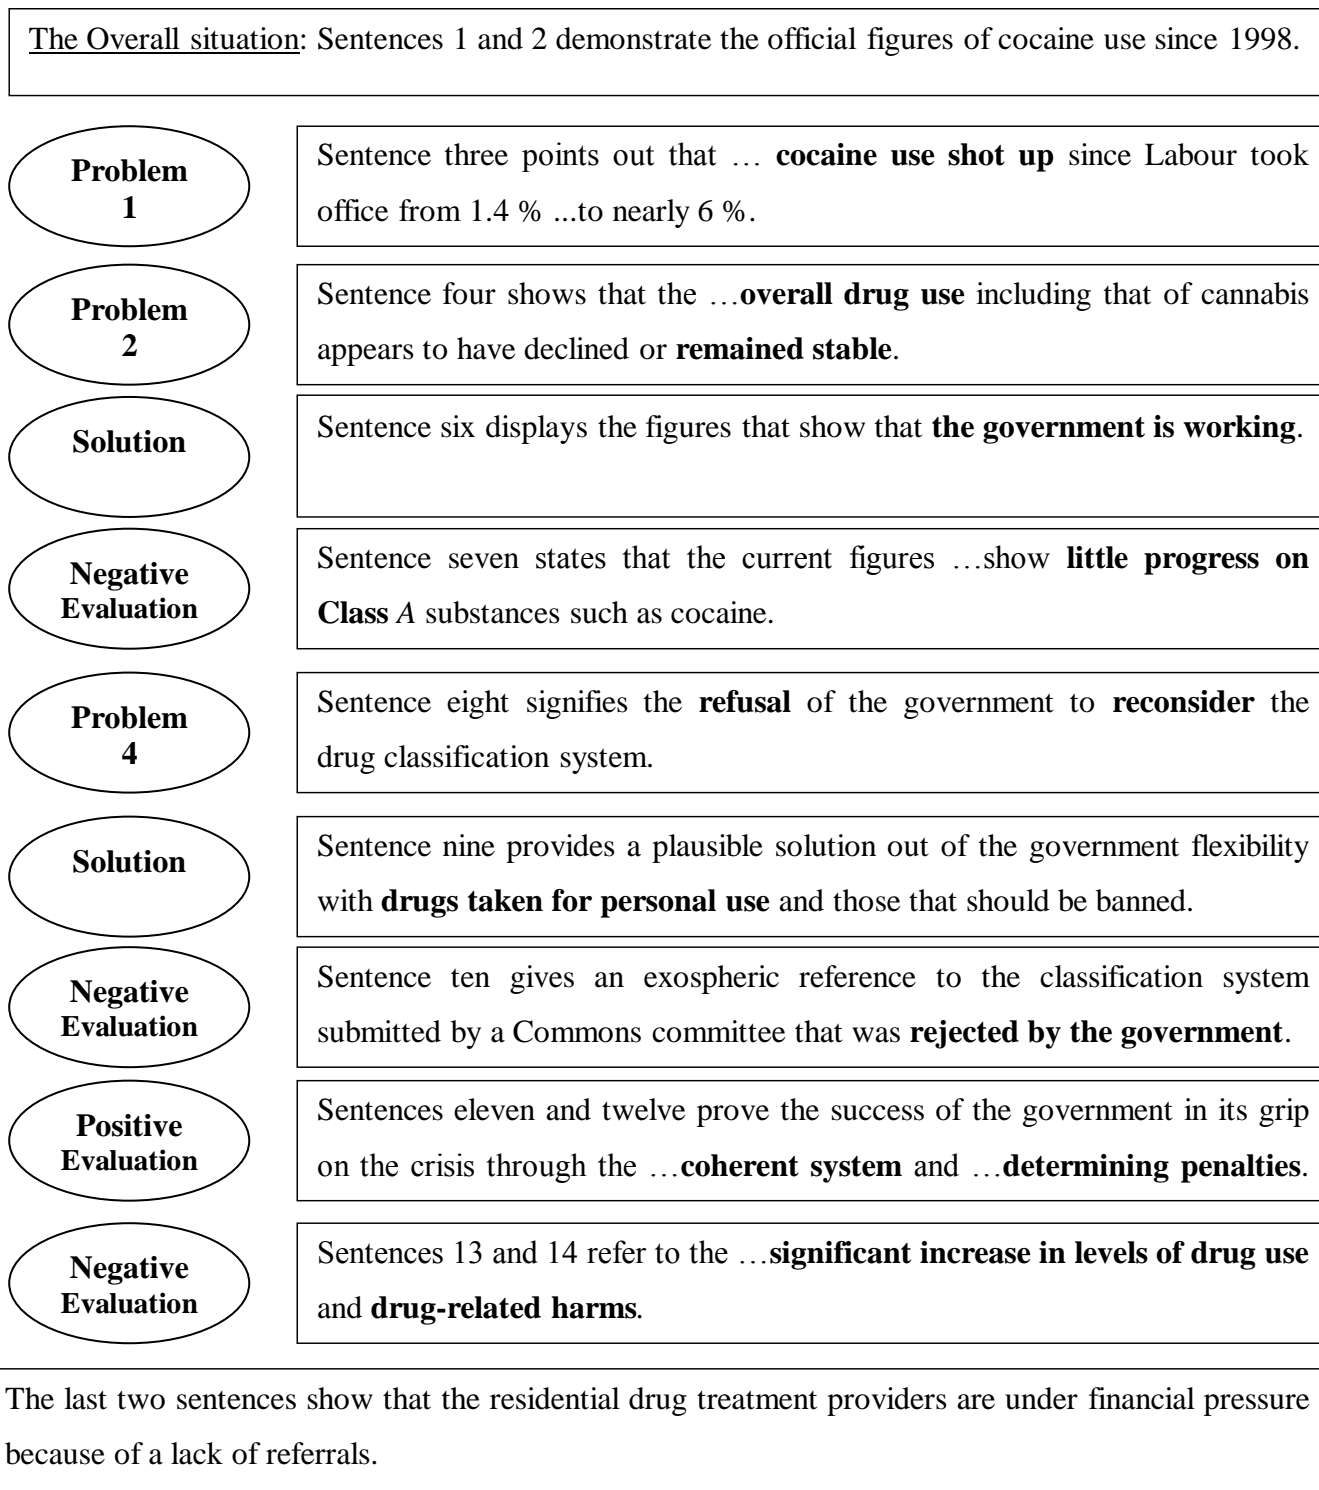 The Overall situation: Sentences 1 and 2 demonstrate the official figures of cocaine use since 1998.
Problem
1
Sentence three points out that … cocaine use shot up since Labour took
office from 1.4 % ...to nearly 6 %.
Problem
2
Sentence four shows that the …overall drug use including that of cannabis
appears to have declined or remained stable.
Solution
Sentence six displays the figures that show that the government is working.
Negative
Evaluation
Sentence seven states that the current figures …show little progress on
Class A substances such as cocaine.
Problem
4
Sentence eight signifies the refusal of the government to reconsider the
drug classification system.
Solution
Sentence nine provides a plausible solution out of the government flexibility
with drugs taken for personal use and those that should be banned.
Negative
Evaluation
Sentence ten gives an exospheric reference to the classification system
submitted by a Commons committee that was rejected by the government.
Positive
Evaluation
Sentences eleven and twelve prove the success of the government in its grip
on the crisis through the …coherent system and …determining penalties.
Negative
Evaluation
Sentences 13 and 14 refer to the …significant increase in levels of drug use
and drug-related harms.
The last two sentences show that the residential drug treatment providers are under financial pressure
because of a lack of referrals.